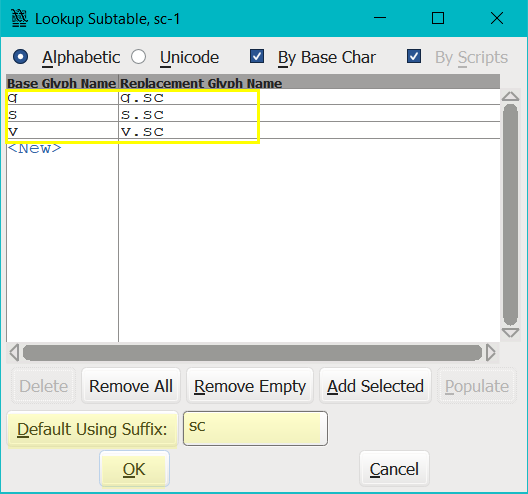 Lookup Subtable, sc-1
Alphabetic Unicode By Base Char By Scripts
Base Glyph Name Replacement Glyph Name
q q.sc
s s.sc
v v.sc
<New>
Delete Remove All Remove Empty Add Selected Populate
Default Using Suffix: sc
OK Cancel